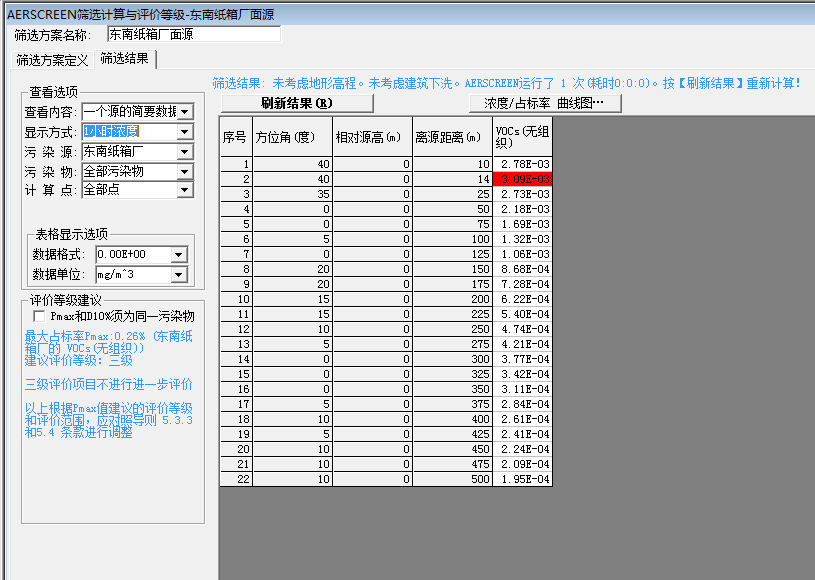 AERSCREEN筛选计算与评价等级-东南纸箱厂面源
筛选方案名称: 东南纸箱厂面源
筛选方案定义 筛选结果
筛选结果: 未考虑地形高程。未考虑建筑下洗。AERSCREEN运行了 1 次(耗时0:0:0)。按【刷新结果】重新计算!
刷新结果(R) 浓度/占标率 曲线图…
查看选项
查看内容: 一个源的简要数据
显示方式: 1小时浓度
污 染 源: 东南纸箱厂
污 染 物: 全部污染物
计 算 点: 全部点
表格显示选项
数据格式: 0.00E+00
数据单位: mg/m^3
评价等级建议
Pmax和D10%须为同一污染物
最大占标率Pmax:0.26% (东南纸
箱厂的 VOCs(无组织))
建议评价等级: 三级
三级评价项目不进行进一步评价
以上根据Pmax值建议的评价等级
和评价范围，应对照导则 5.3.3
和5.4 条款进行调整
序号 方位角(度) 相对源高(m) 离源距离(m) VOCs(无组
织)
1 40 0 10 2.78E-03
2 40 0 14 3.09E-03
3 35 0 25 2.73E-03
4 0 0 50 2.18E-03
5 0 0 75 1.69E-03
6 5 0 100 1.32E-03
7 0 0 125 1.06E-03
8 20 0 150 8.68E-04
9 20 0 175 7.28E-04
10 15 0 200 6.22E-04
11 15 0 225 5.40E-04
12 10 0 250 4.74E-04
13 5 0 275 4.21E-04
14 0 0 300 3.77E-04
15 0 0 325 3.42E-04
16 0 0 350 3.11E-04
17 5 0 375 2.84E-04
18 10 0 400 2.61E-04
19 5 0 425 2.41E-04
20 10 0 450 2.24E-04
21 10 0 475 2.09E-04
22 10 0 500 1.95E-04